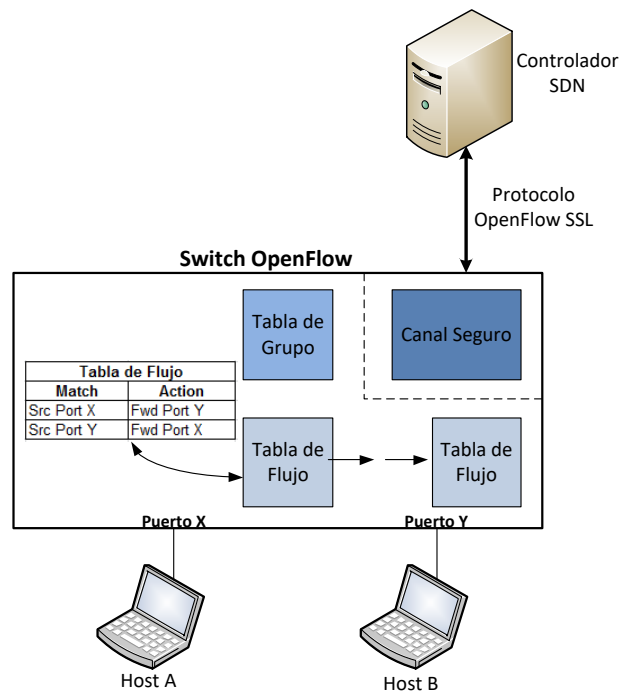 Controlador
SDN
Protocolo
OpenFlow SSL
Switch OpenFlow
Tabla de
Grupo
Canal Seguro
Tabla de Flujo
Match Action
Src Port X Fwd Port Y
Src Port Y Fwd Port X
Tabla de
Flujo
Tabla de
Flujo
Puerto X
Puerto Y
Host A
Host B